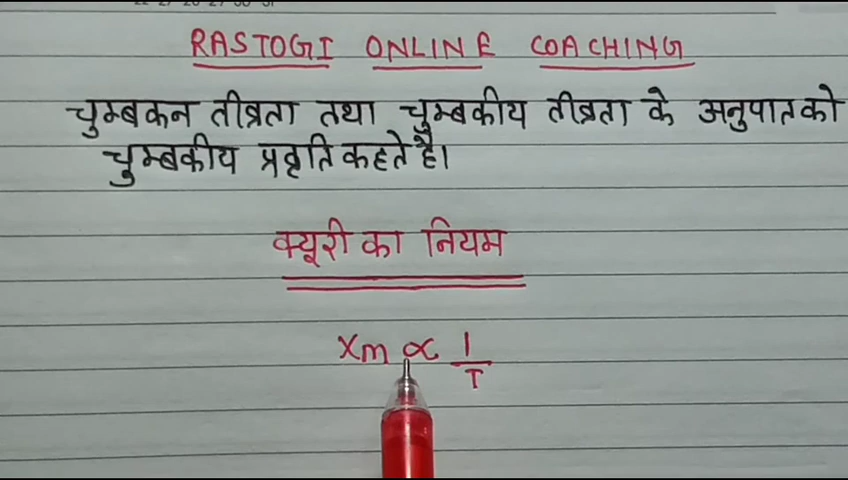 RASTOGI ONLINE COACHING
चुम्बकन तीव्रता तथा चुम्बकीय तीव्रता के अनुपात को
चुम्बकीय प्रवृति कहते है।
क्यूरी का नियम
xm ∝ 1/T